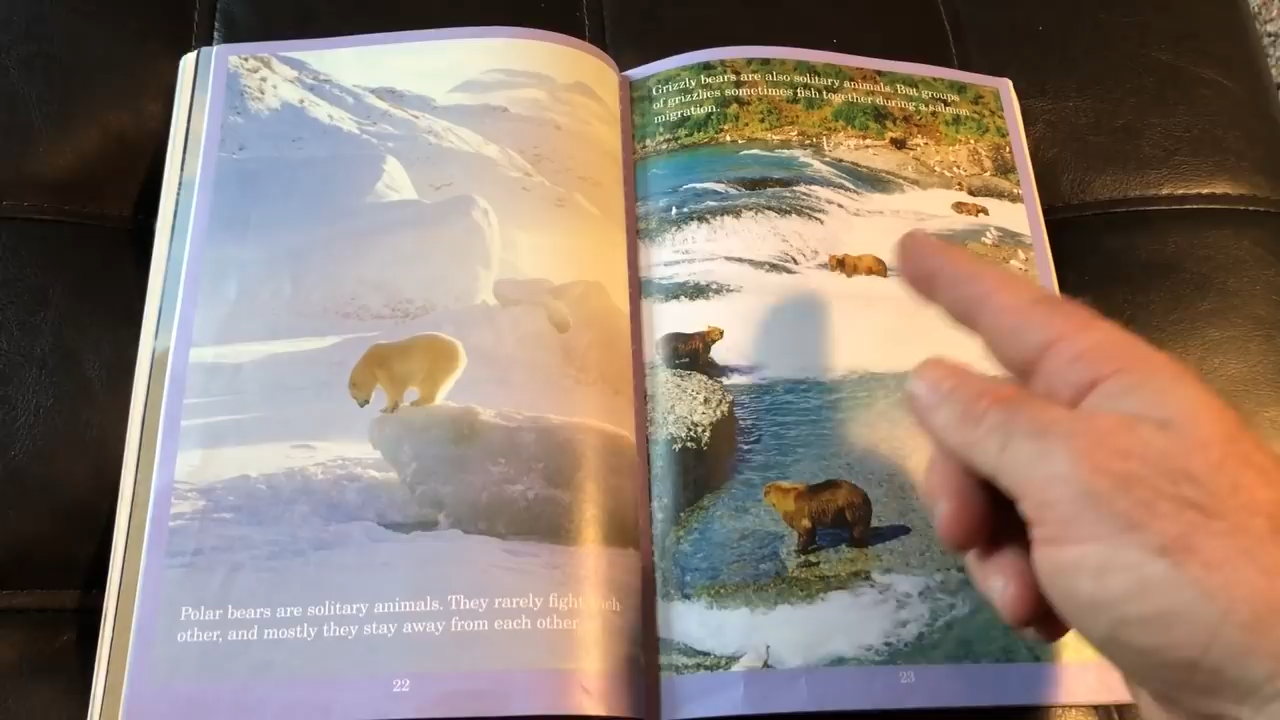 Polar bears are solitary animals. They rarely fight each
other, and mostly they stay away from each other
22
Grizzly bears are also solitary animals. But groups
of grizzlies sometimes fish together during a salmon
migration.
23